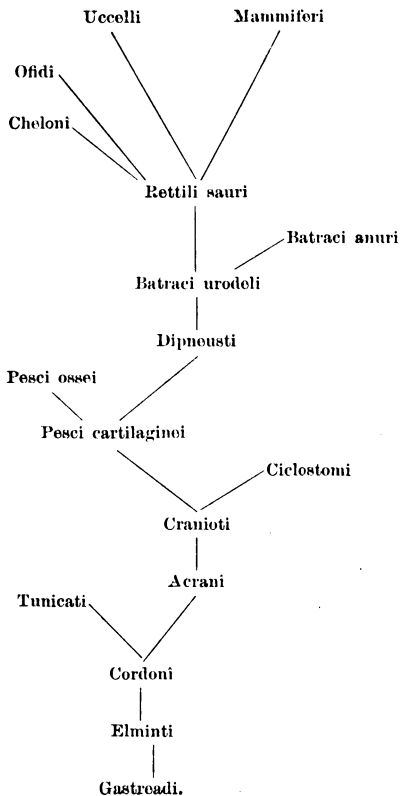 Uccelli
Mammiferi
Ofidi
Cheloni
Rettili sauri
Batraci anuri
Batraci urodeli
Dipneusti
Pesci ossei
Pesci cartilaginei
Ciclostomi
Cranioti
Acrani
Tunicati
Cordonî
Elminti
Gastreadi.